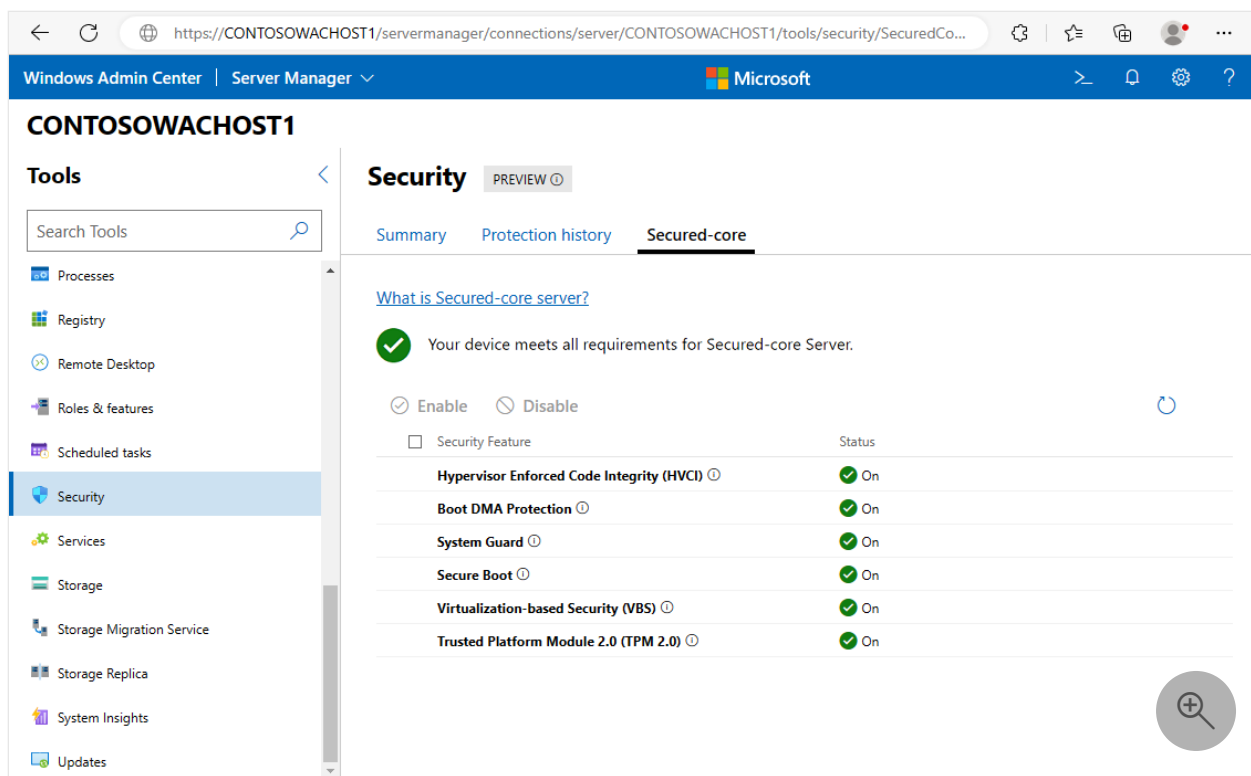 https://CONTOSOWACHOST1/servermanager/connections/server/CONTOSOWACHOST1/tools/security/SecuredCo...
Windows Admin Center | Server Manager
Microsoft
CONTOSOWACHOST1
Tools
Search Tools
Processes
Registry
Remote Desktop
Roles & features
Scheduled tasks
Security
Services
Storage
Storage Migration Service
Storage Replica
System Insights
Updates
Security PREVIEW
Summary Protection history Secured-core
What is Secured-core server?
Your device meets all requirements for Secured-core Server.
Enable Disable
Security Feature Status
Hypervisor Enforced Code Integrity (HVCI) On
Boot DMA Protection On
System Guard On
Secure Boot On
Virtualization-based Security (VBS) On
Trusted Platform Module 2.0 (TPM 2.0) On